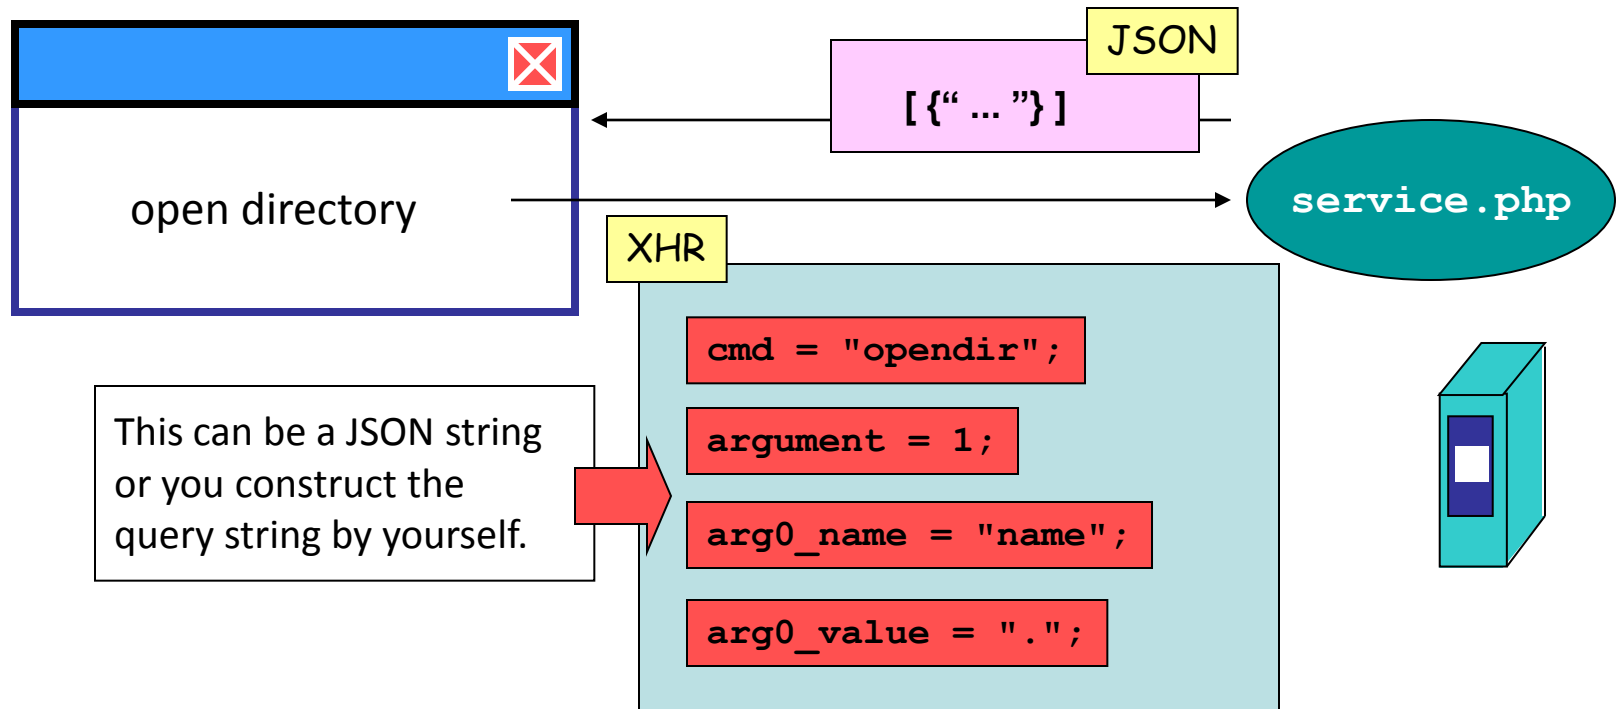 JSON
[ {“ ... ”} ]
open directory
service.php
XHR
cmd = "opendir";
argument = 1;
arg0_name = "name";
arg0_value = ".";
This can be a JSON string
or you construct the
query string by yourself.